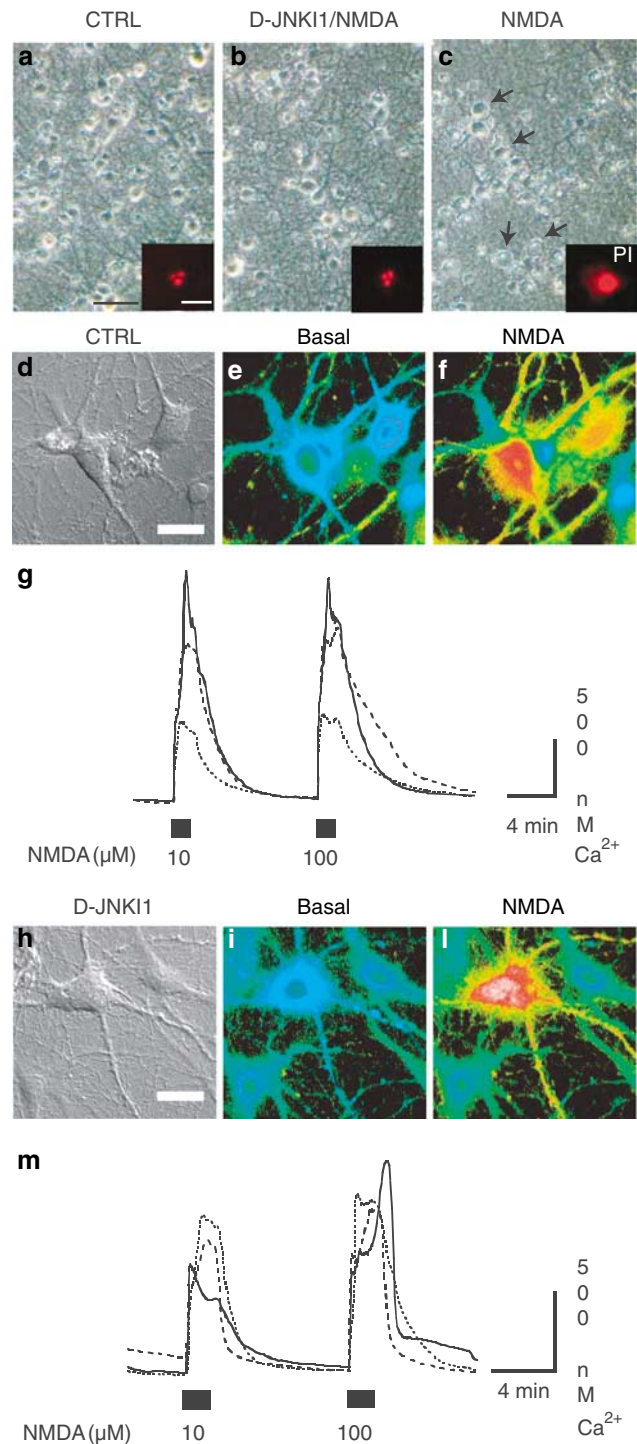 CTRL D-JNKI1/NMDA NMDA
a b c
PI
CTRL Basal NMDA
d e f
g
5
0
0
n
M
Ca2+
4 min
NMDA (µM) 10 100
D-JNKI1 Basal NMDA
h i l
m
5
0
0
n
M
Ca2+
4 min
NMDA (µM) 10 100